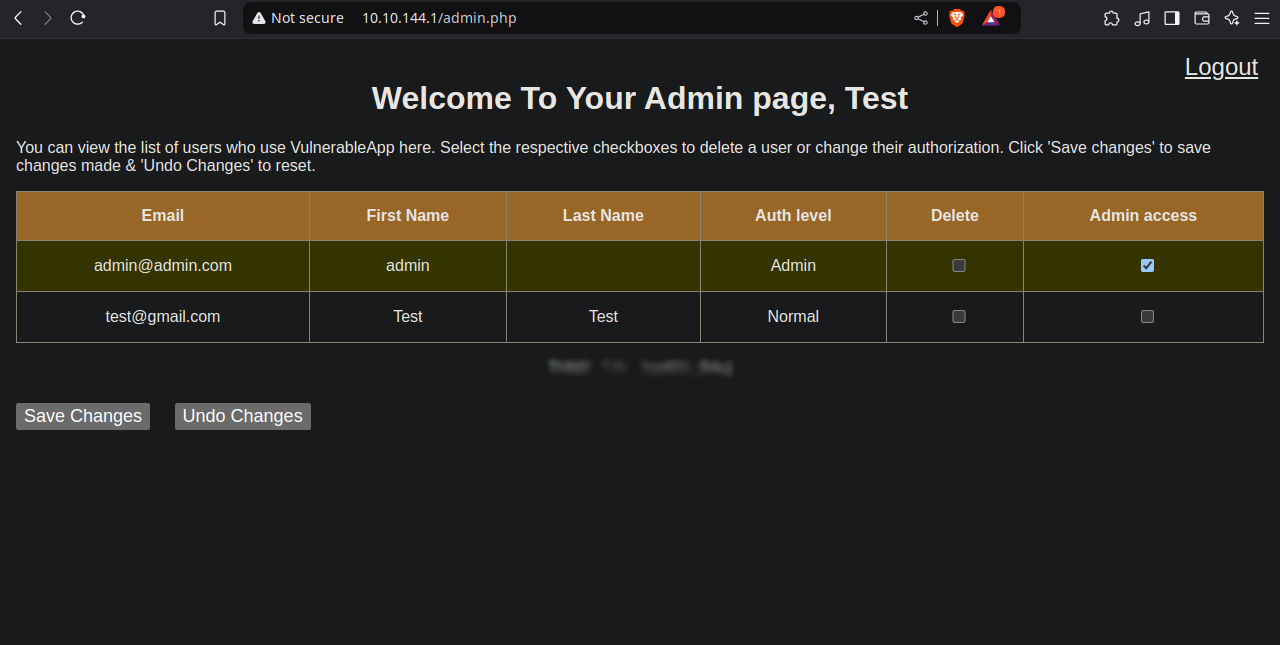 Not secure 10.10.144.1/admin.php
Logout
Welcome To Your Admin page, Test
You can view the list of users who use VulnerableApp here. Select the respective checkboxes to delete a user or change their authorization. Click 'Save changes' to save
changes made & 'Undo Changes' to reset.
Email First Name Last Name Auth level Delete Admin access
admin@admin.com admin Admin
test@gmail.com Test Test Normal
Save Changes Undo Changes